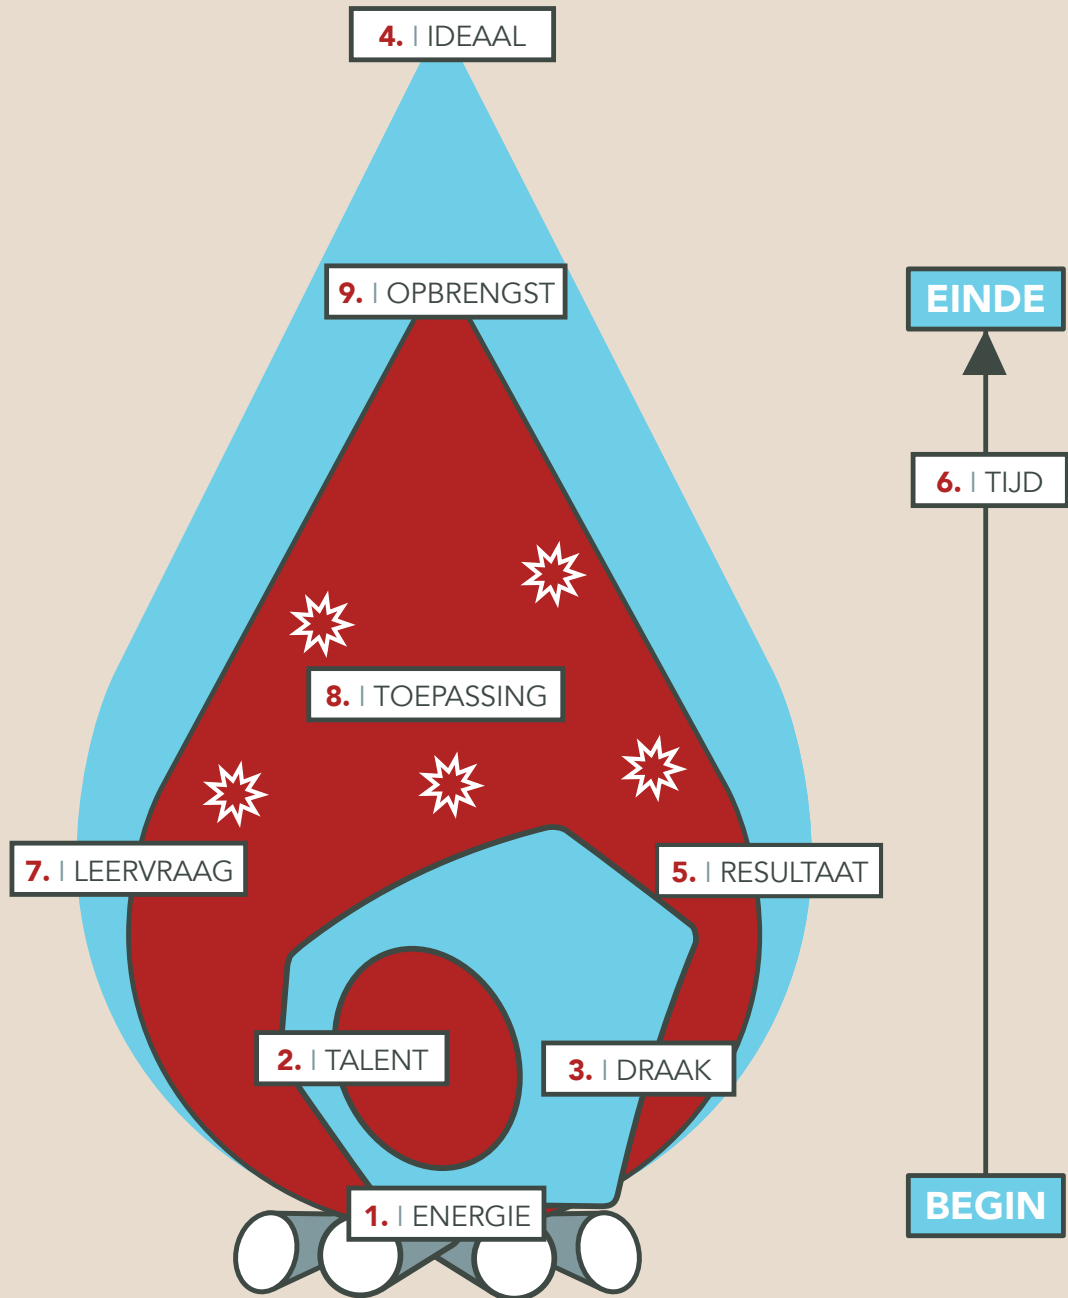 4. | IDEAAL
9. | OPBRENGST
EINDE
6. | TIJD
8. | TOEPASSING
7. | LEERVRAAG
5. | RESULTAAT
2. | TALENT
3. | DRAAK
1. | ENERGIE
BEGIN